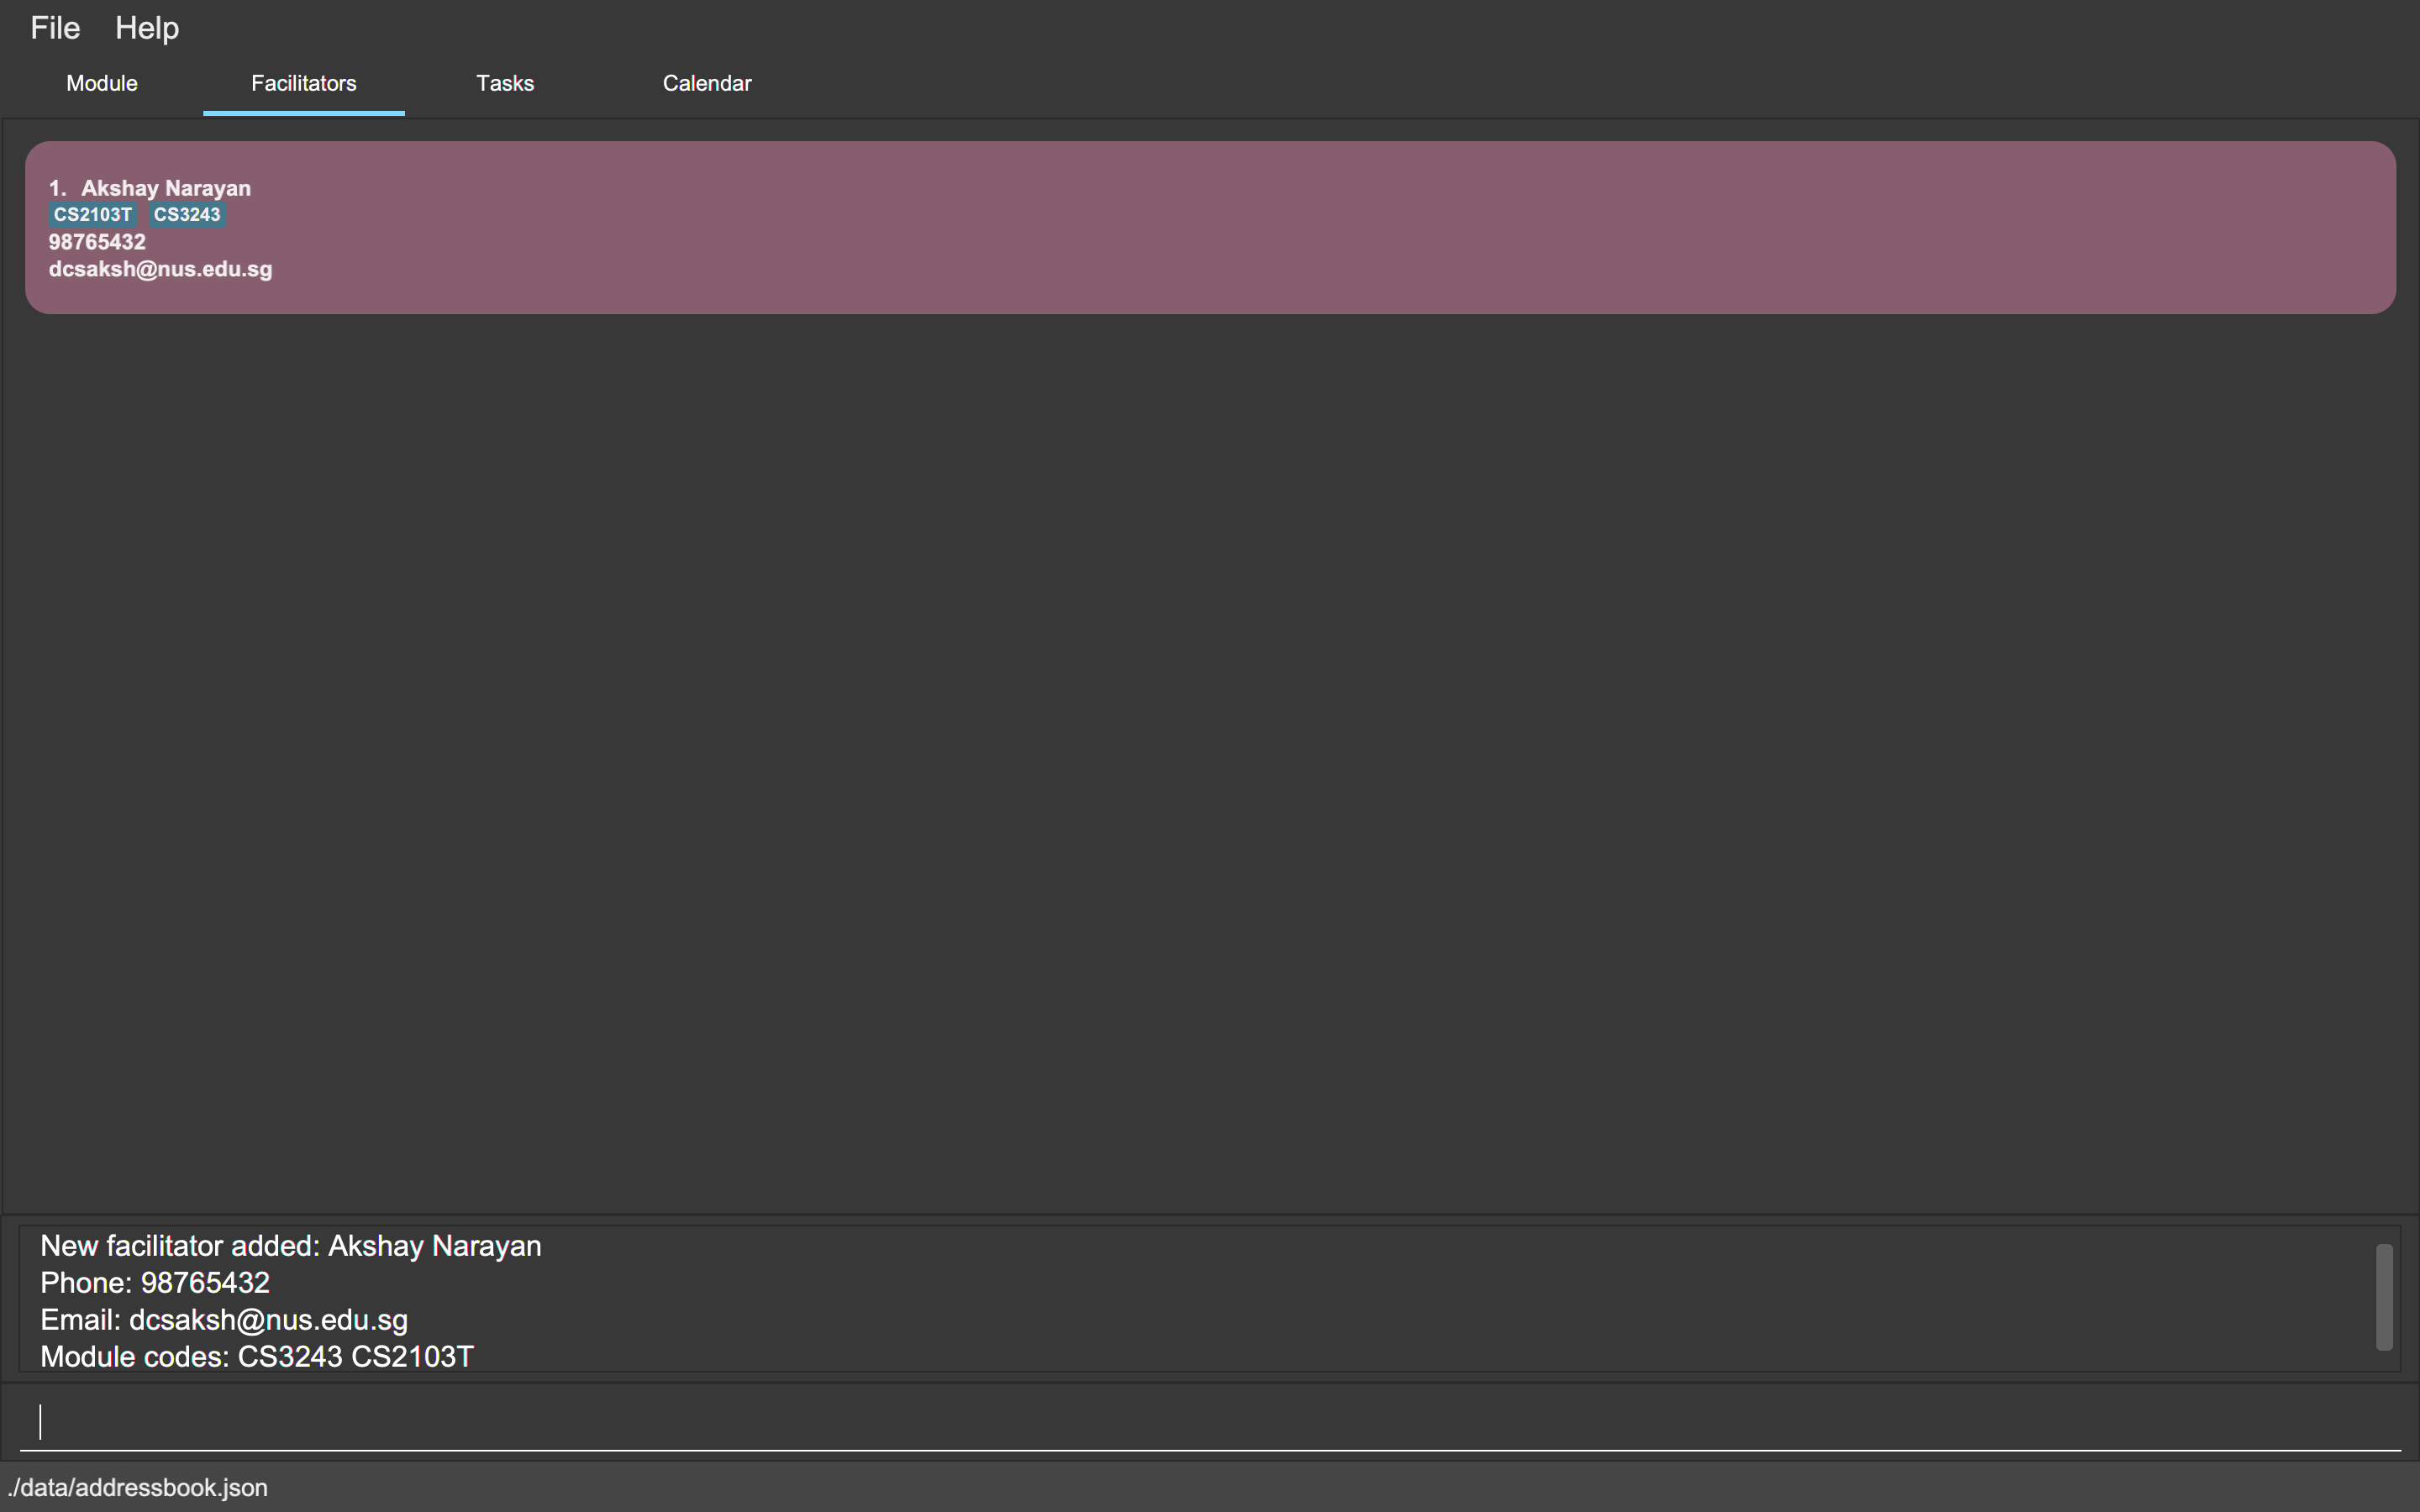 File Help
Module Facilitators Tasks Calendar
1. Akshay Narayan
CS2103T CS3243
98765432
dcsaksh@nus.edu.sg
New facilitator added: Akshay Narayan
Phone: 98765432
Email: dcsaksh@nus.edu.sg
Module codes: CS3243 CS2103T
./data/addressbook.json